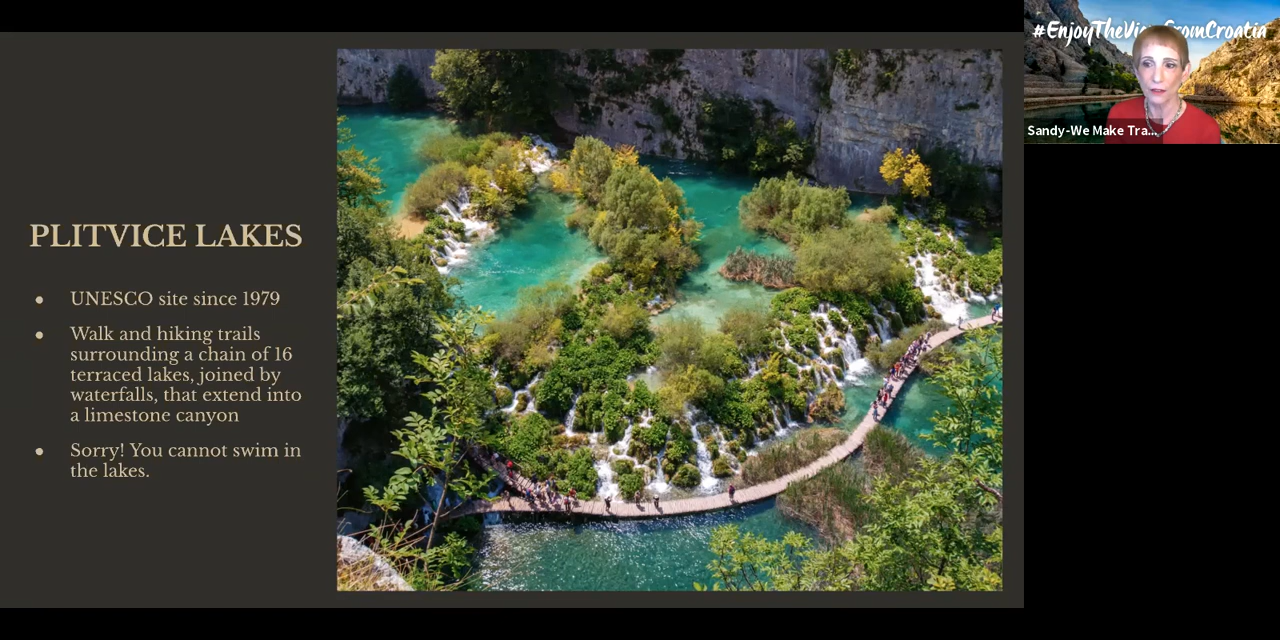 #EnjoyTheVi FromCroatia
Sandy-We Make Tra...
PLITVICE LAKES
● UNESCO site since 1979
● Walk and hiking trails
surrounding a chain of 16
terraced lakes, joined by
waterfalls, that extend into
a limestone canyon
● Sorry! You cannot swim in
the lakes.